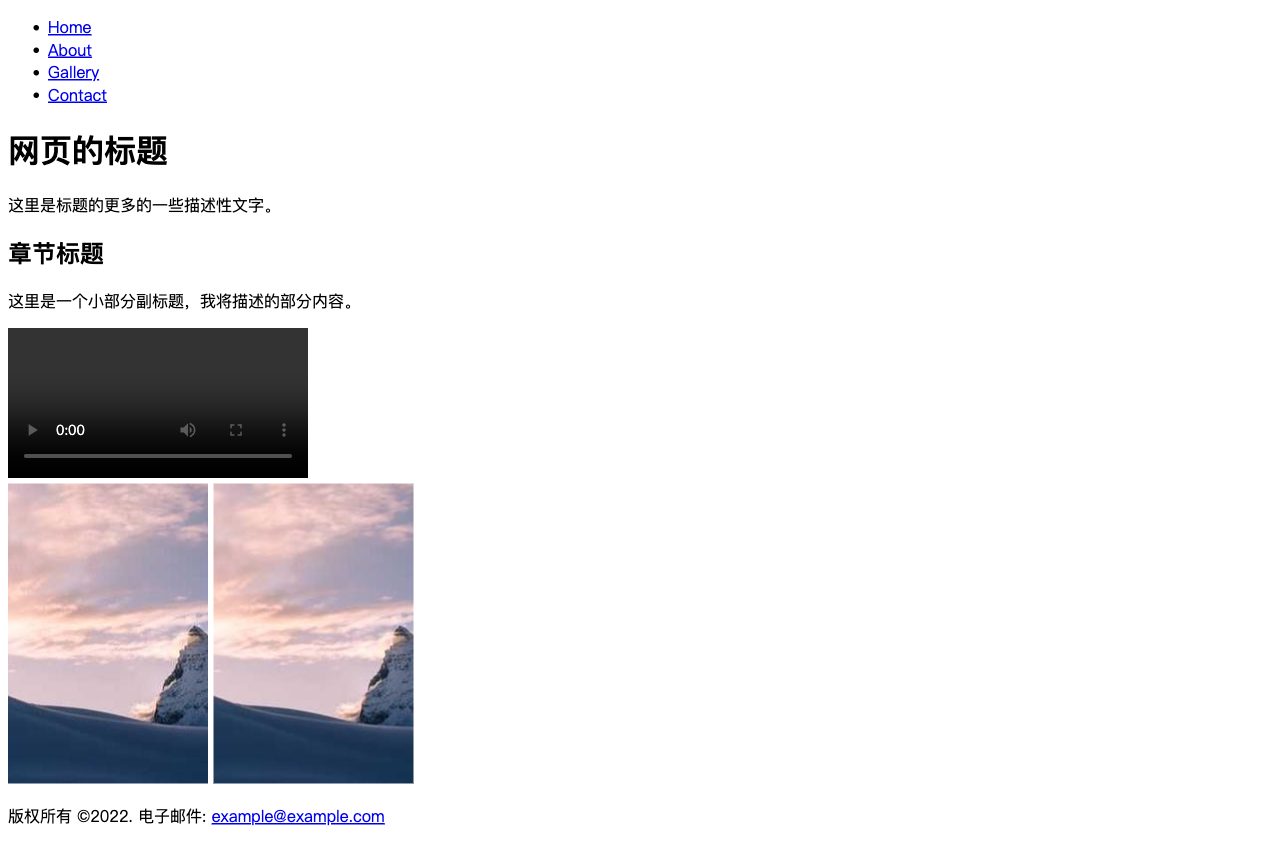 Home
About
Gallery
Contact
网页的标题
这里是标题的更多的一些描述性文字。
章节标题
这里是一个小部分副标题，我将描述的部分内容。
0:00
版权所有 ©2022. 电子邮件: example@example.com